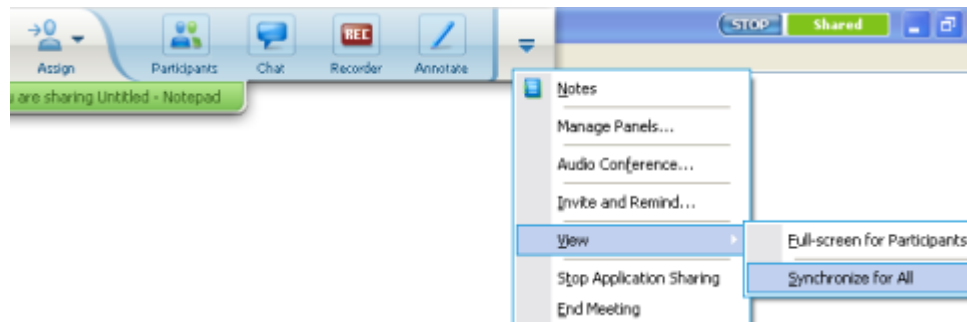 STOP Shared
REC
Assign Participants Chat Recorder Annotate
are sharing Untitled - Notepad
Notes
Manage Panels...
Audio Conference...
Invite and Remind...
View
Full-screen for Participants
Stop Application Sharing
Synchronize for All
End Meeting